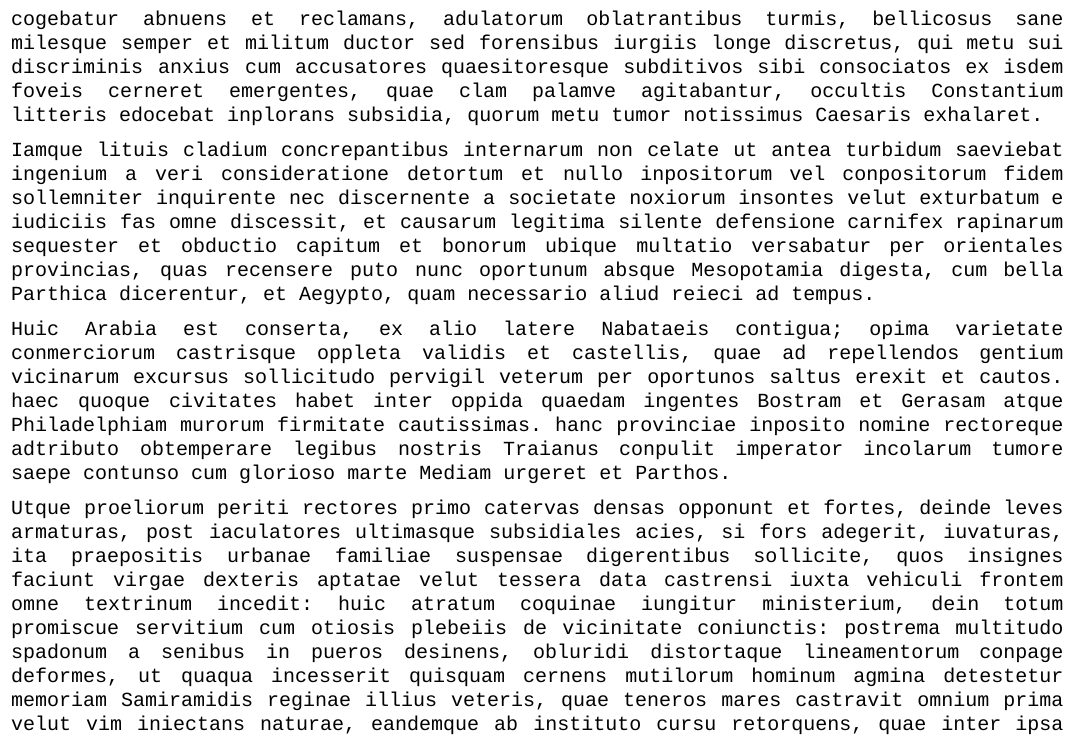 cogebatur abnuens et reclamans, adulatorum oblatrantibus turmis, bellicosus sane
milesque semper et militum ductor sed forensibus iurgiis longe discretus, qui metu sui
discriminis anxius cum accusatores quaesitoresque subditivos sibi consociatos ex isdem
foveis cerneret emergentes, quae clam palamve agitabantur, occultis Constantium
litteris edocebat inplorans subsidia, quorum metu tumor notissimus Caesaris exhalaret.
Iamque lituis cladium concrepantibus internarum non celate ut antea turbidum saeviebat
ingenium a veri consideratione detortum et nullo inpositorum vel conpositorum fidem
sollemniter inquirente nec discernente a societate noxiorum insontes velut exturbatum e
iudiciis fas omne discessit, et causarum legitima silente defensione carnifex rapinarum
sequester et obductio capitum et bonorum ubique multatio versabatur per orientales
provincias, quas recensere puto nunc oportunum absque Mesopotamia digesta, cum bella
Parthica dicerentur, et Aegypto, quam necessario aliud reieci ad tempus.
Huic Arabia est conserta, ex alio latere Nabataeis contigua; opima varietate
conmerciorum castrisque oppleta validis et castellis, quae ad repellendos gentium
vicinarum excursus sollicitudo pervigil veterum per oportunos saltus erexit et cautos.
haec quoque civitates habet inter oppida quaedam ingentes Bostram et Gerasam atque
Philadelphiam murorum firmitate cautissimas. hanc provinciae inposito nomine rectoreque
adtributo obtemperare legibus nostris Traianus conpulit imperator incolarum tumore
saepe contunso cum glorioso marte Mediam urgeret et Parthos.
Utque proeliorum periti rectores primo catervas densas opponunt et fortes, deinde leves
armaturas, post iaculatores ultimasque subsidiales acies, si fors adegerit, iuvaturas,
ita praepositis urbanae familiae suspensae digerentibus sollicite, quos insignes
faciunt virgae dexteris aptatae velut tessera data castrensi iuxta vehiculi frontem
omne textrinum incedit: huic atratum coquinae iungitur ministerium, dein totum
promiscue servitium cum otiosis plebeiis de vicinitate coniunctis: postrema multitudo
spadonum a senibus in pueros desinens, obluridi distortaque lineamentorum conpage
deformes, ut quaqua incesserit quisquam cernens mutilorum hominum agmina detestetur
memoriam Samiramidis reginae illius veteris, quae teneros mares castravit omnium prima
velut vim iniectans naturae, eandemque ab instituto cursu retorquens, quae inter ipsa